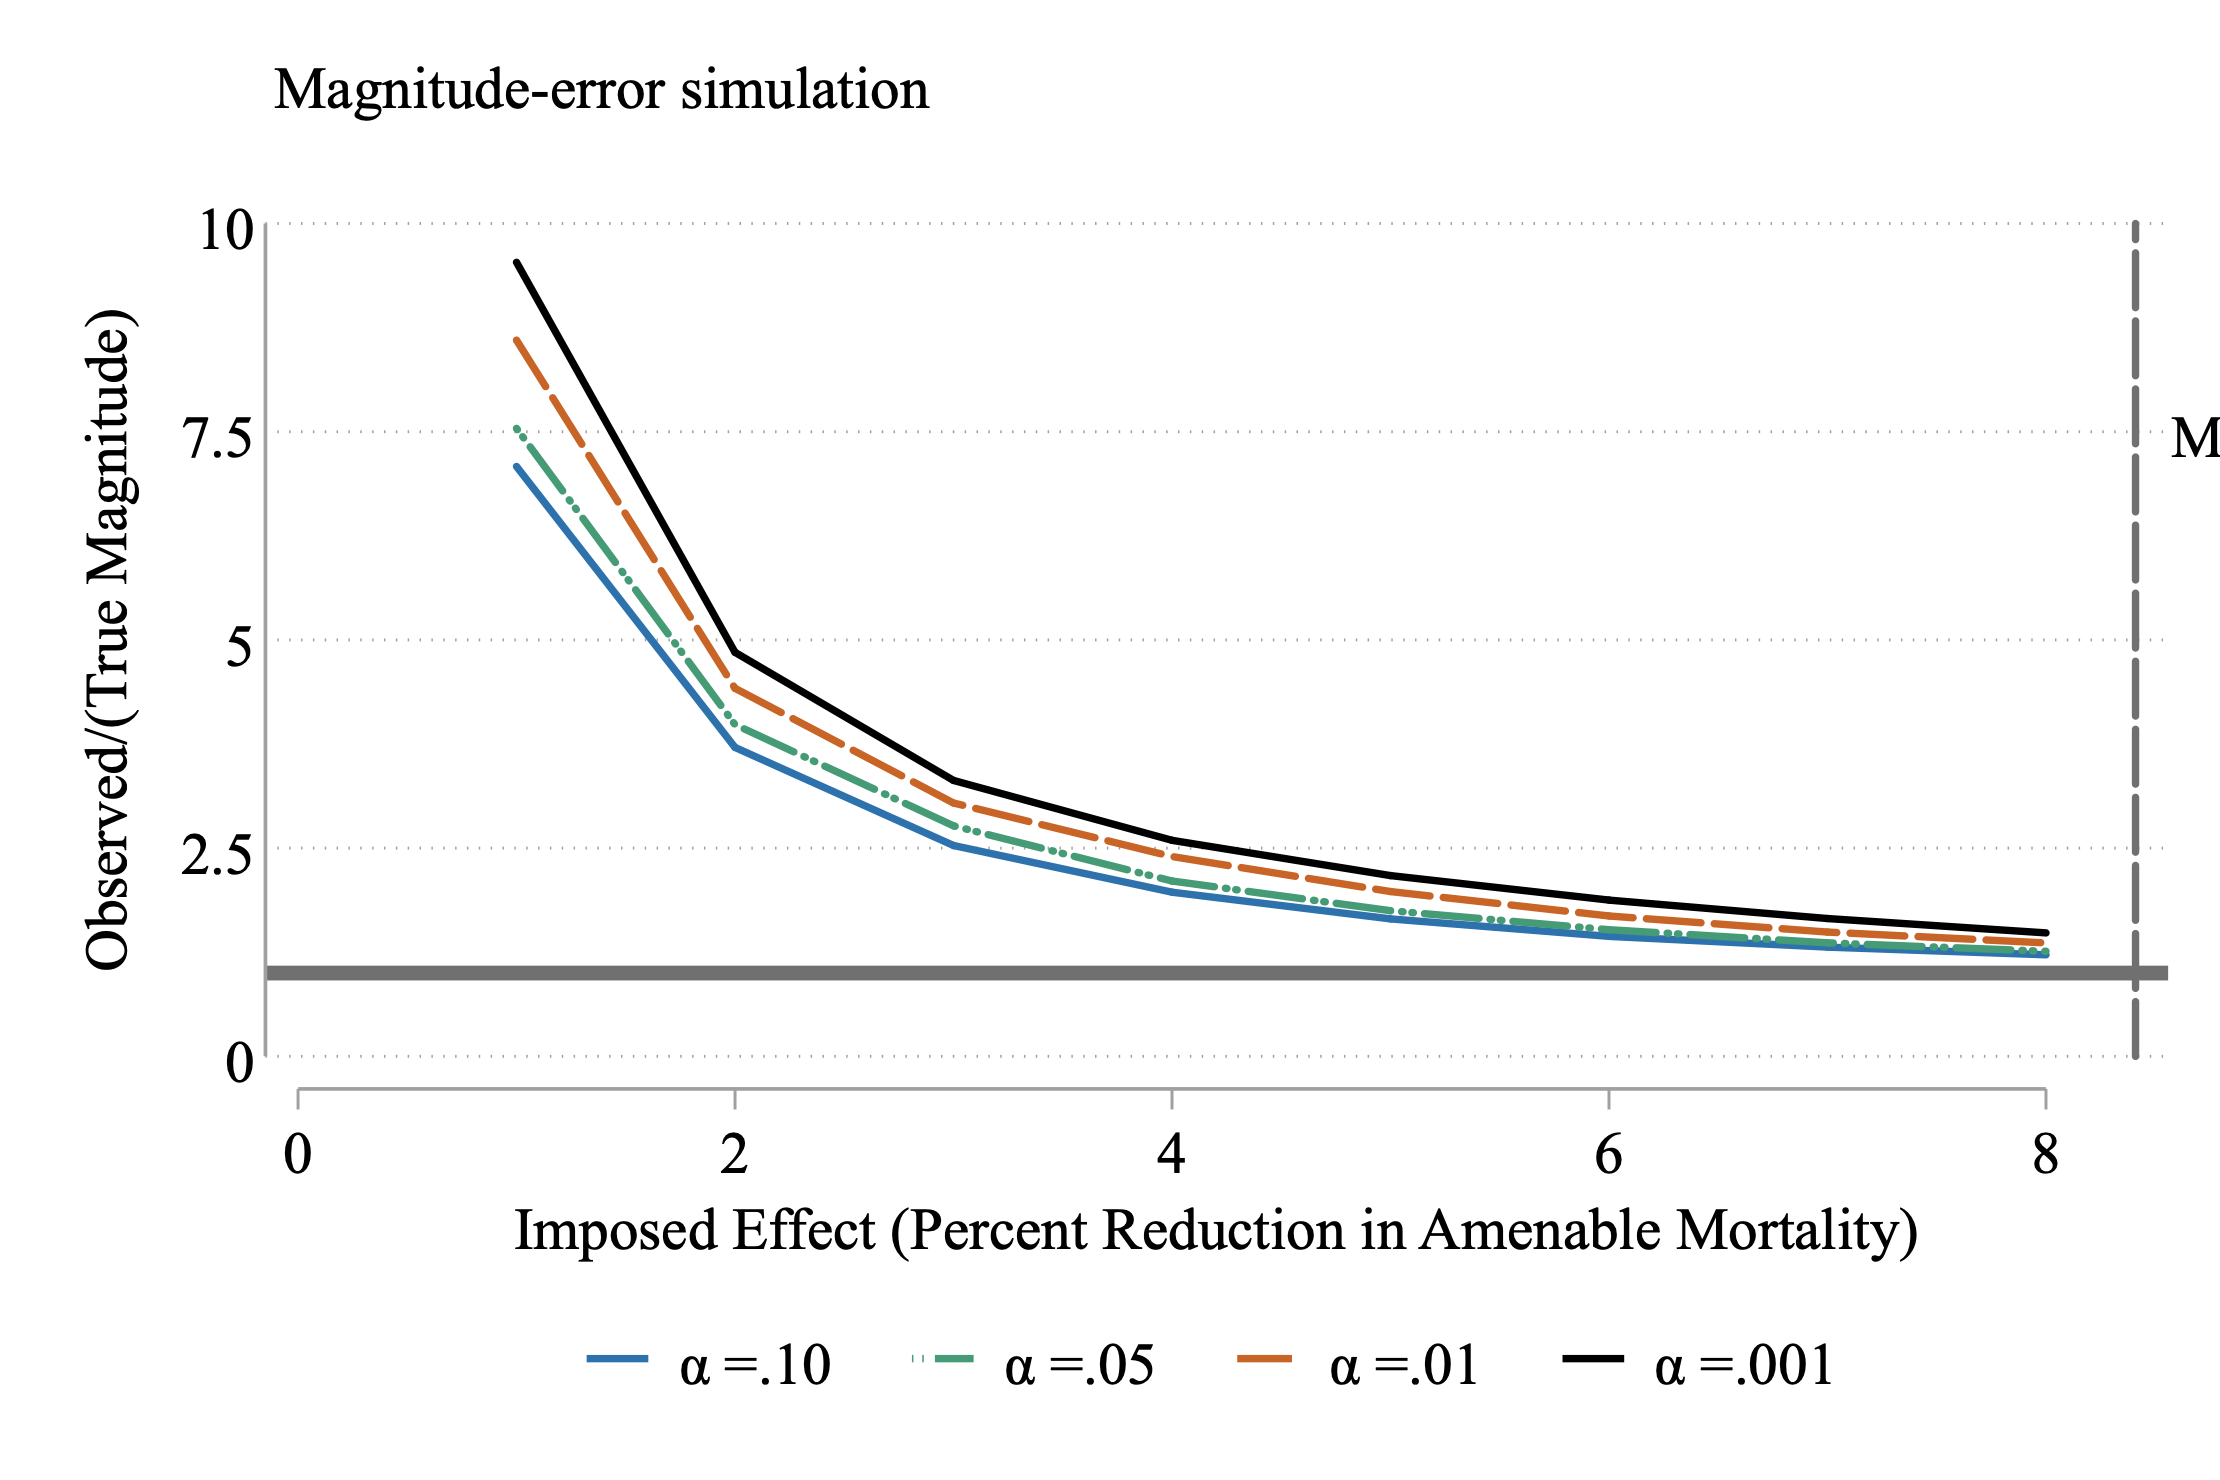 Magnitude-error simulation
Observed/(True Magnitude)
10
7.5
5
2.5
0
M
0 2 4 6 8
Imposed Effect (Percent Reduction in Amenable Mortality)
α =.10 α =.05 α =.01 α =.001